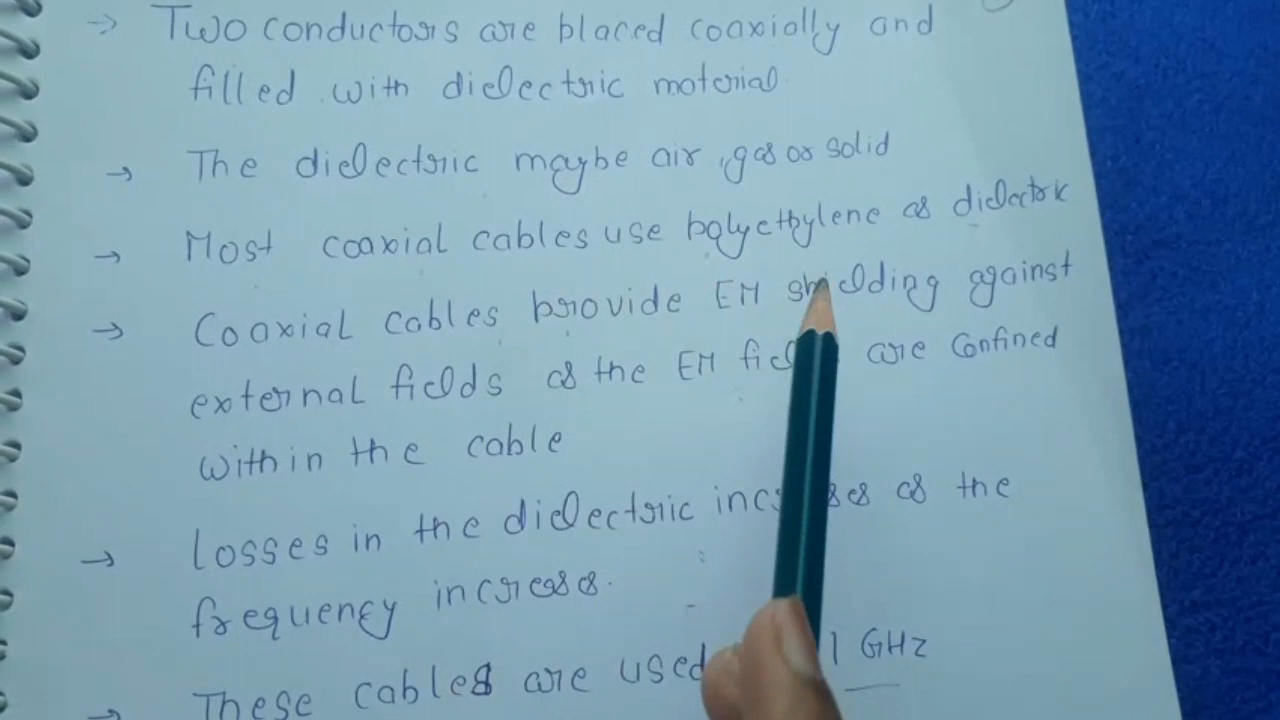 → Two conductors are placed coaxially and
filled with dielectric material.
→ The dielectric maybe air, gas or solid
→ Most coaxial cables use polyethylene as dielectric
→ Coaxial cables provide EM shielding against
external fields as the EM are confined
within the cable
→ Losses in the dielectric increases as the
frequency increases.
→ These cables are used 1 GHz